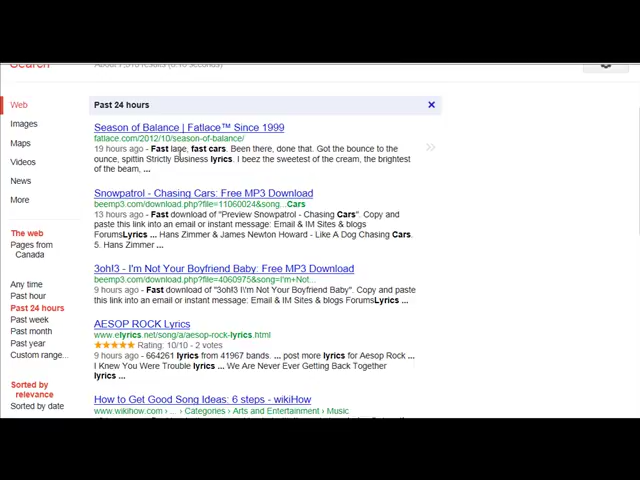 Search
About 7,510 results (0.18 seconds)
Web
Images
Maps
Videos
News
More
The web
Pages from
Canada
Any time
Past hour
Past 24 hours
Past week
Past month
Past year
Custom range...
Sorted by
relevance
Sorted by date
Past 24 hours
Season of Balance | Fatlace™ Since 1999
fatlace.com/2012/10/season-of-balance/
19 hours ago - Fast lane, fast cars. Been there, done that. Got the bounce to the
ounce, spittin Strictly Business lyrics. I beez the sweetest of the cream, the brightest
of the beam, ...
Snowpatrol - Chasing Cars: Free MP3 Download
beemp3.com/download.php?file=11060024&song...Cars
13 hours ago - Fast download of "Preview Snowpatrol - Chasing Cars". Copy and
paste this link into an email or instant message: Email & IM Sites & blogs
ForumsLyrics ... Hans Zimmer & James Newton Howard - Like A Dog Chasing Cars.
5. Hans Zimmer ...
3oh!3 - I'm Not Your Boyfriend Baby: Free MP3 Download
beemp3.com/download.php?file=4060975&song=I'm+Not...
9 hours ago - Fast download of "3oh!3 I\'m Not Your Boyfriend Baby". Copy and paste
this link into an email or instant message: Email & IM Sites & blogs ForumsLyrics ...
AESOP ROCK Lyrics
www.elyrics.net/song/a/aesop-rock-lyrics.html
Rating: 10/10 - 2 votes
9 hours ago - 664261 lyrics from 41967 bands. ... post more lyrics for Aesop Rock ...
I Knew You Were Trouble lyrics ... We Are Never Ever Getting Back Together
lyrics ...
How to Get Good Song Ideas: 6 steps - wikiHow
www.wikihow.com › ... › Categories › Arts and Entertainment › Music